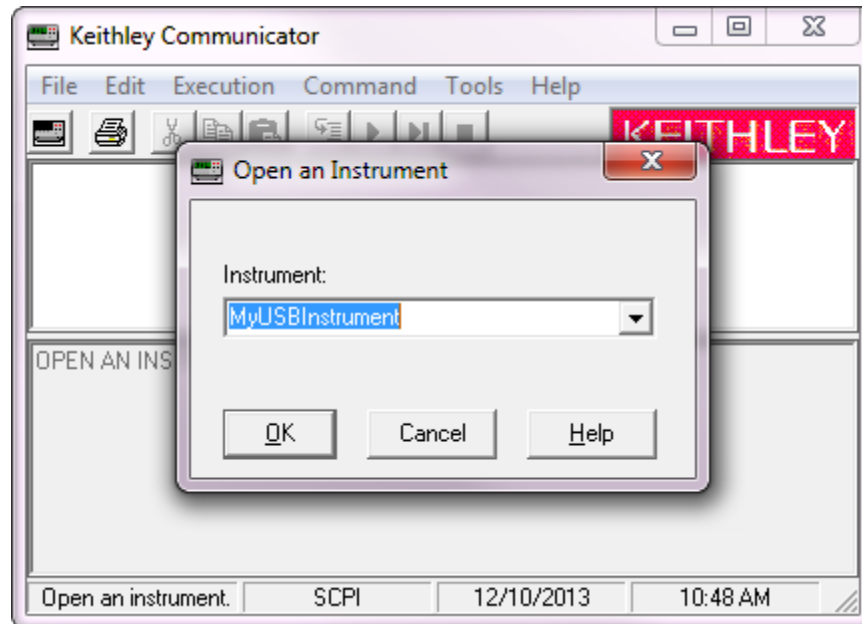 Keithley Communicator
File Edit Execution Command Tools Help
KEITHLEY
Open an Instrument
Instrument:
MyUSBInstrument
OPEN AN INS
OK Cancel Help
Open an instrument. SCPI 12/10/2013 10:48 AM